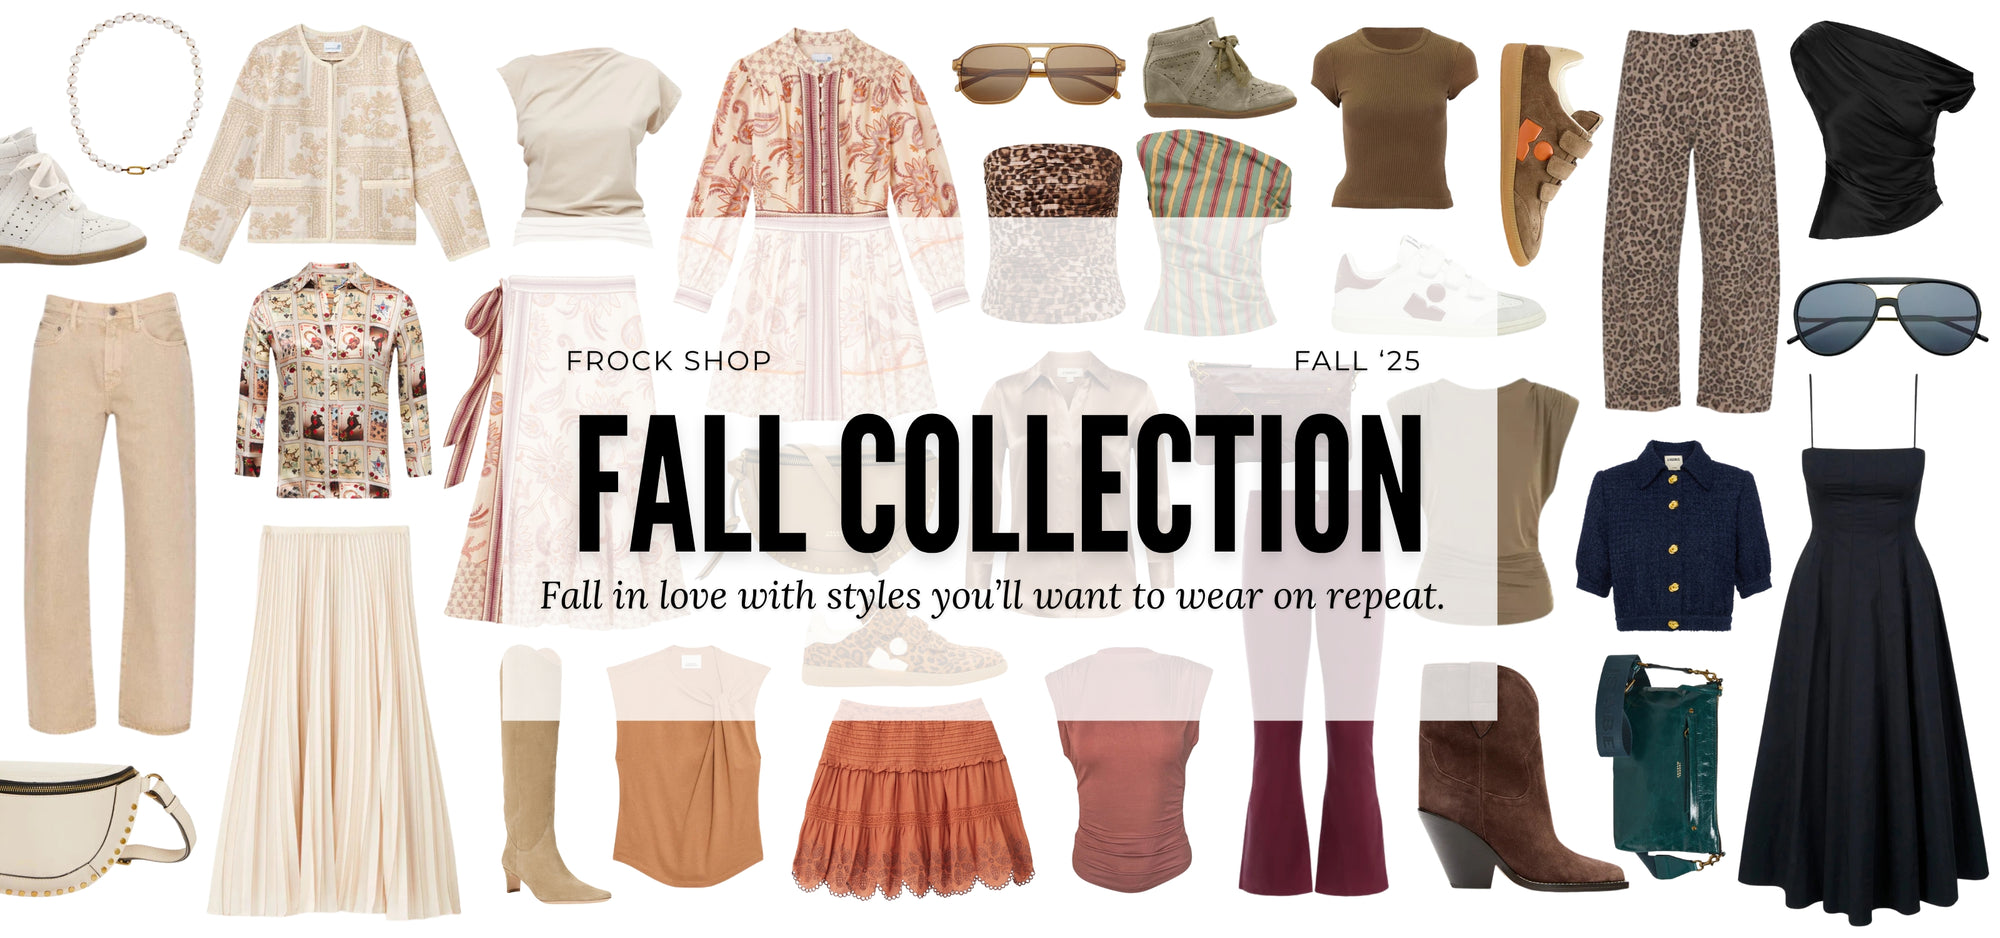 FROCK SHOP
FALL ‘25
FALL COLLECTION
Fall in love with styles you’ll want to wear on repeat.